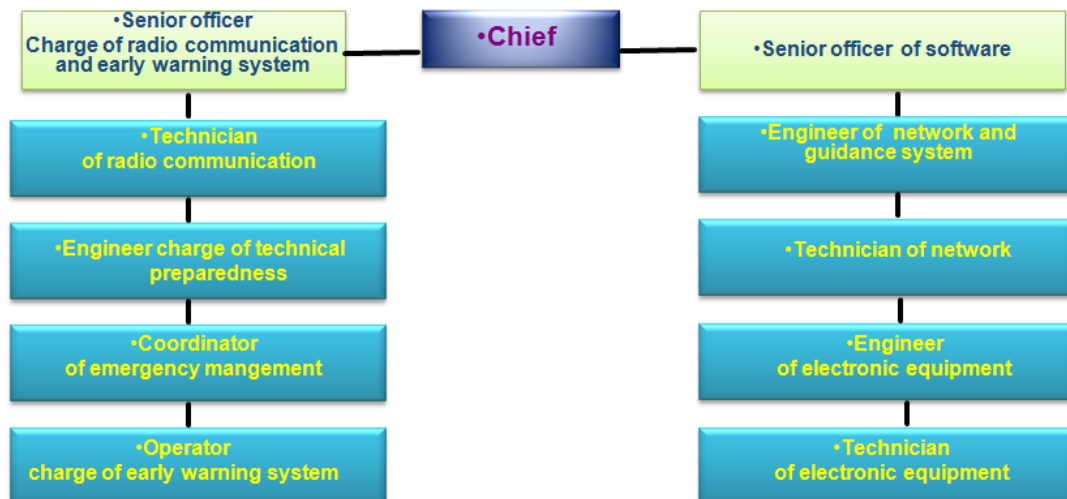 •Chief
•Senior officer
Charge of radio communication
and early warning system
•Technician
of radio communication
•Engineer charge of technical
preparedness
•Coordinator
of emergency mangement
•Operator
charge of early warning system
•Senior officer of software
•Engineer of network and
guidance system
•Technician of network
•Engineer
of electronic equipment
•Technician
of electronic equipment